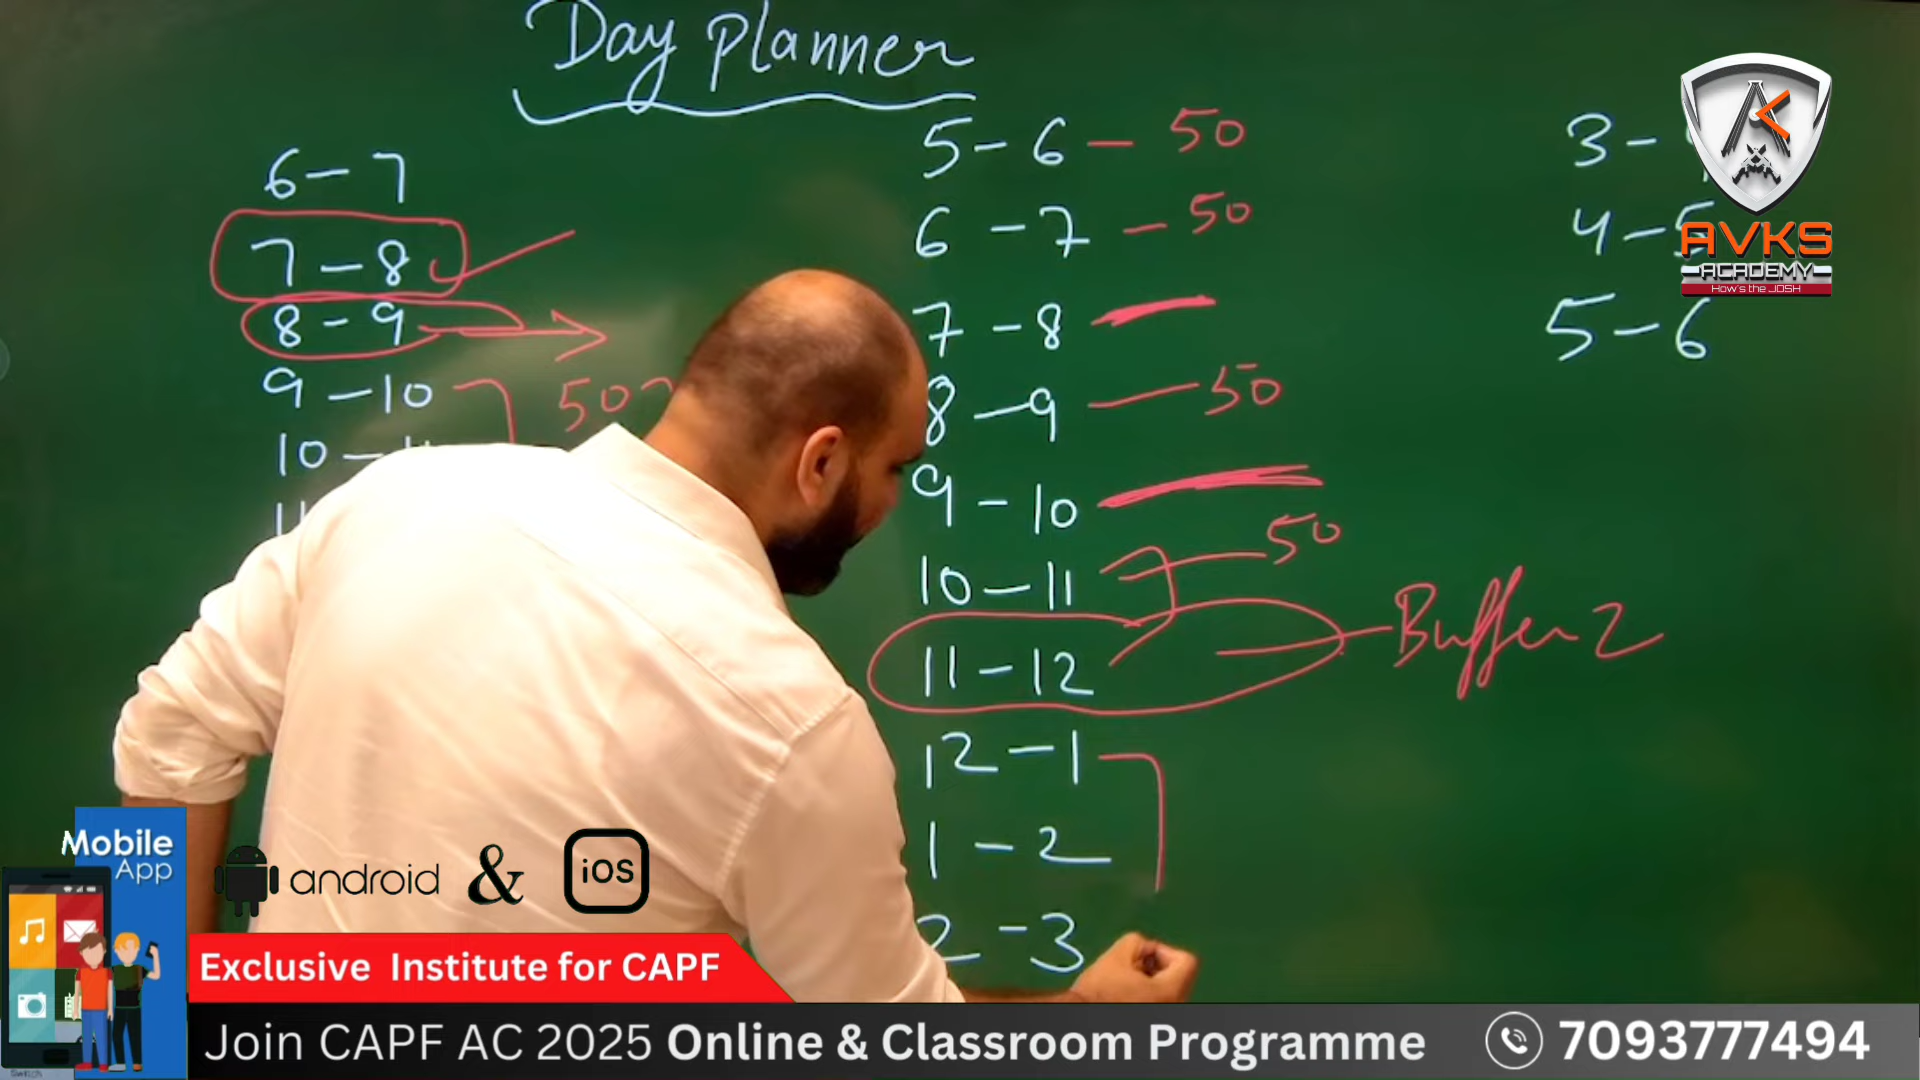 Day planner
6 - 7
7 - 8
8 - 9
9 - 10 50
10 -
11
5 - 6 - 50
6 - 7 - 50
7 - 8
8 - 9 - 50
9 - 10
10 - 11 - 50
11 - 12 - Buffer 2
12 - 1
1 - 2
2 - 3
3 -
4 - 5
5 - 6
AVKS
ACADEMY
How's the JOSH
Mobile
App
android & iOS
Exclusive Institute for CAPF
Join CAPF AC 2025 Online & Classroom Programme 7093777494